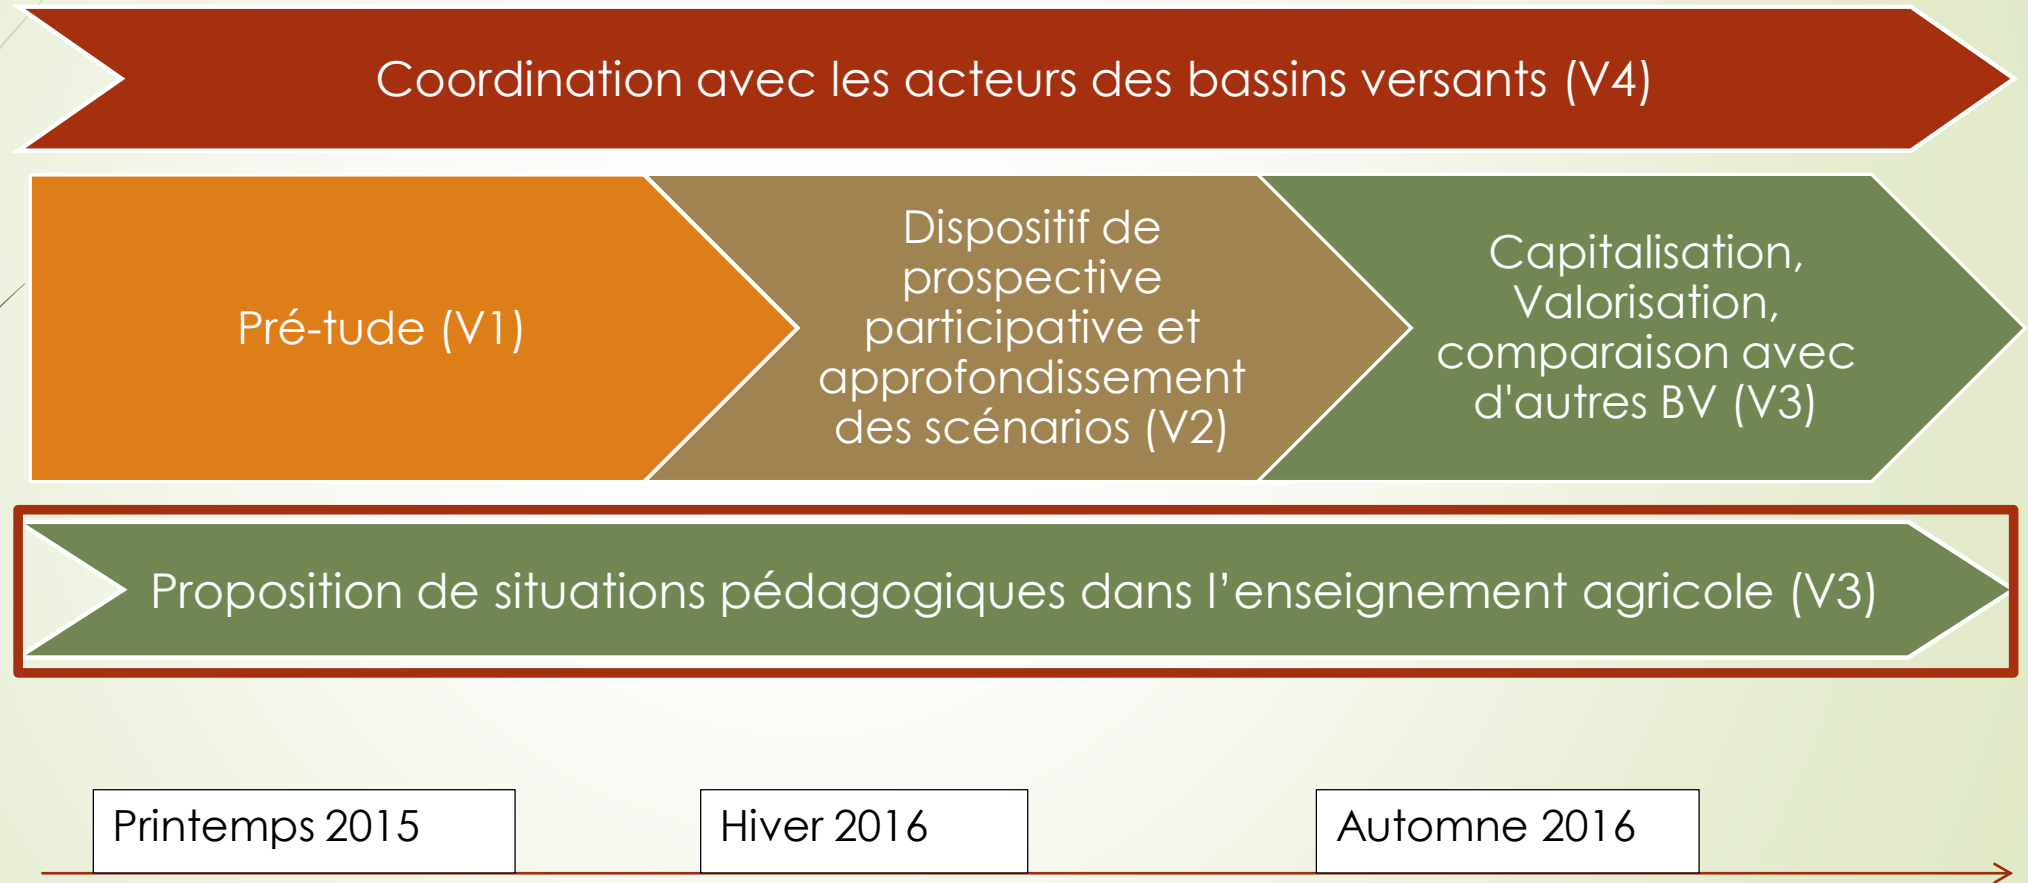 Coordination avec les acteurs des bassins versants (V4)
Pré-tude (V1)
Dispositif de
prospective
participative et
approfondissement
des scénarios (V2)
Capitalisation,
Valorisation,
comparaison avec
d'autres BV (V3)
Proposition de situations pédagogiques dans l’enseignement agricole (V3)
Printemps 2015
Hiver 2016
Automne 2016